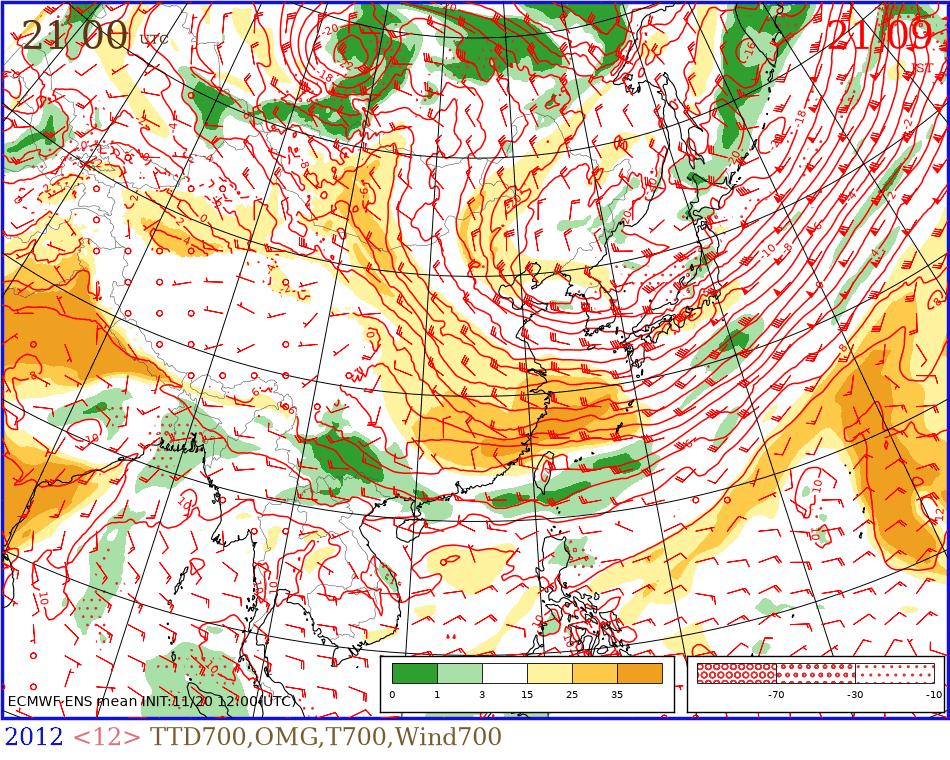 21.00 UTC
21.09
JST
0 1 3 15 25 35
-70 -30 -10
ECMWF-ENS mean INIT:11/20 12:00(UTC)
2012 <12> TTD700,OMG,T700,Wind700